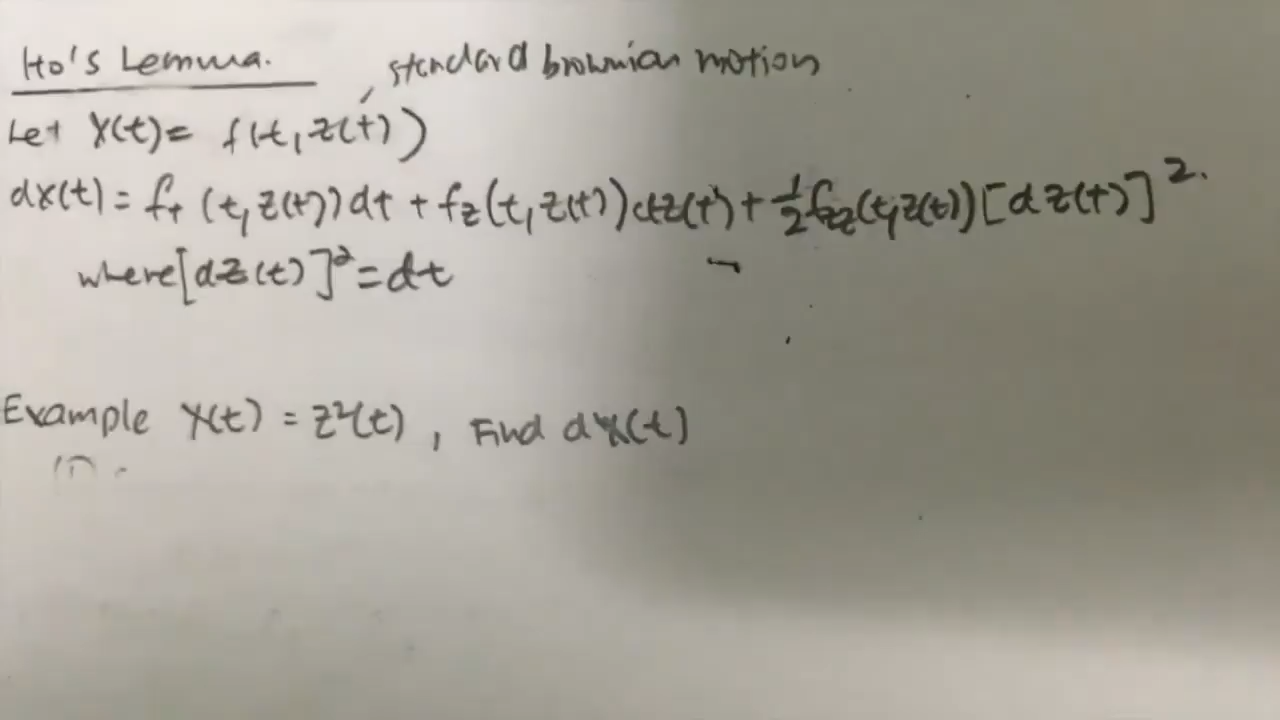 Ito's Lemma.
standard brownian motion
Let X(t)= f(t, z(t))
dX(t) = f_t (t, z(t)) dt + f_z (t, z(t)) dz(t) + 1/2 f_zz (t, z(t)) [dz(t)]^2.
where [dz(t)]^2 = dt
Example X(t) = z^2(t), Find dX(t)